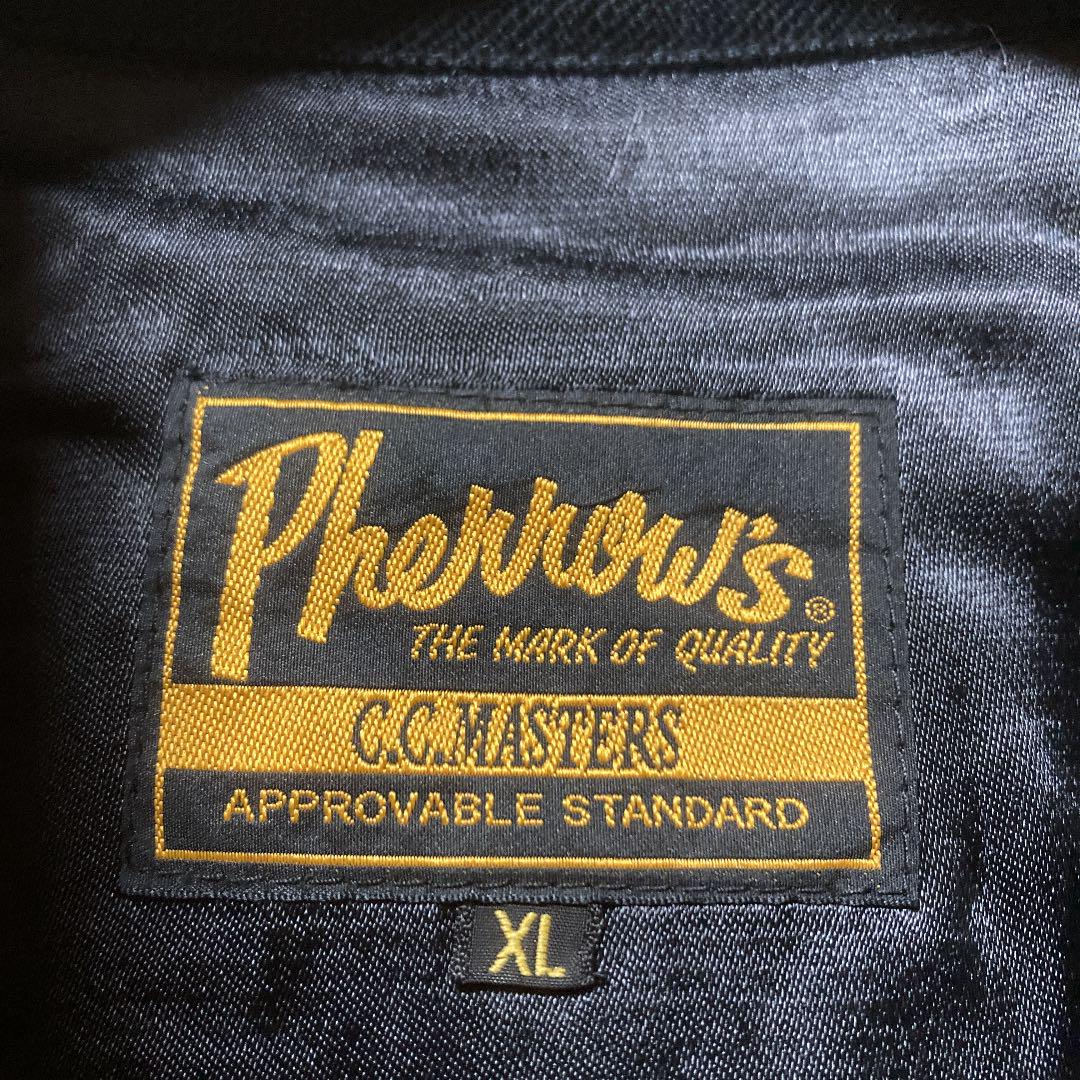 Pherrow's®
THE MARK OF QUALITY
C.C.MASTERS
APPROVABLE STANDARD
XL